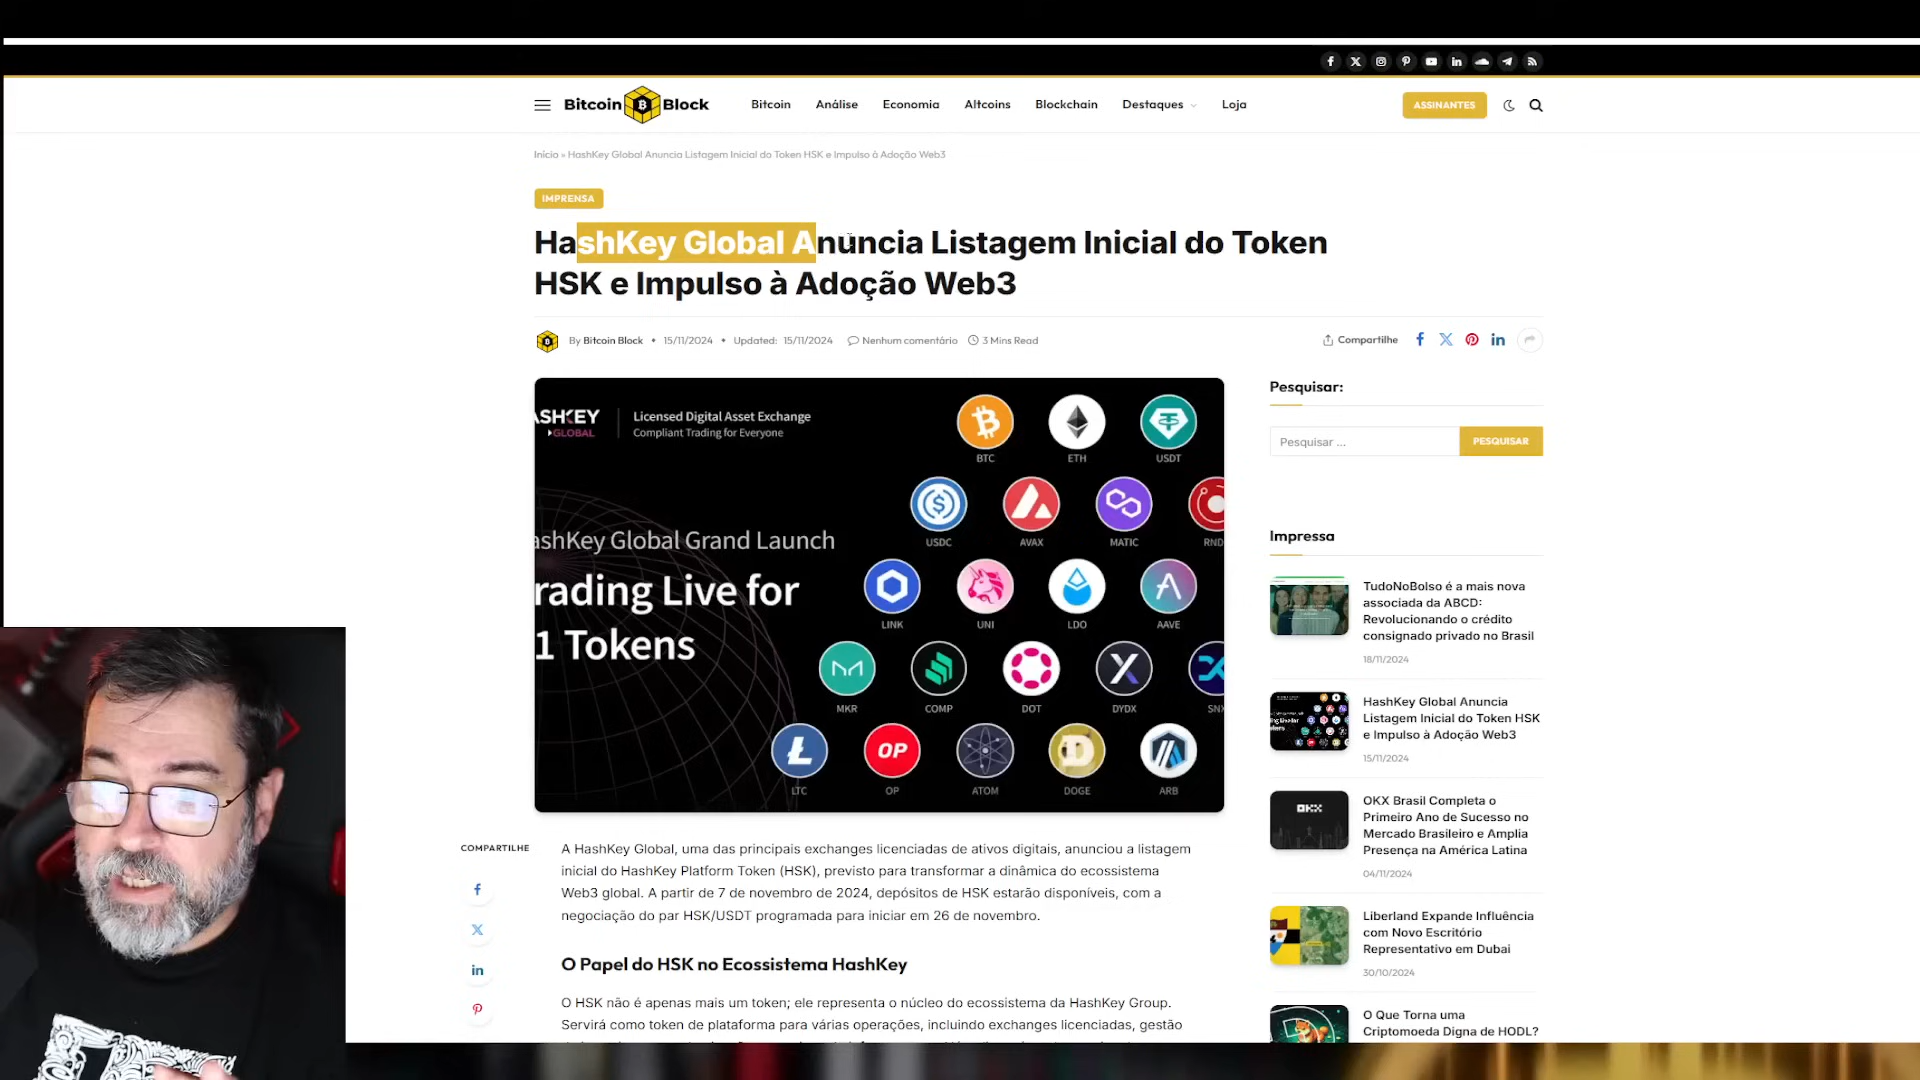 Bitcoin Block
Bitcoin
Análise
Economia
Altcoins
Blockchain
Destaques
Loja
ASSINANTES
Início » HashKey Global Anuncia Listagem Inicial do Token HSK e Impulso à Adoção Web3
IMPRENSA
HashKey Global Anuncia Listagem Inicial do Token
HSK e Impulso à Adoção Web3
By Bitcoin Block • 15/11/2024 • Updated: 15/11/2024 Nenhum comentário 3 Mins Read
Compartilhe
ASHKEY
GLOBAL
Licensed Digital Asset Exchange
Compliant Trading for Everyone
ashKey Global Grand Launch
rading Live for
1 Tokens
BTC
ETH
USDT
USDC
AVAX
MATIC
RND
LINK
UNI
LDO
AAVE
MKR
COMP
DOT
DYDX
SNX
LTC
OP
OP
ATOM
DOGE
ARB
COMPARTILHE
A HashKey Global, uma das principais exchanges licenciadas de ativos digitais, anunciou a listagem
inicial do HashKey Platform Token (HSK), previsto para transformar a dinâmica do ecossistema
Web3 global. A partir de 7 de novembro de 2024, depósitos de HSK estarão disponíveis, com a
negociação do par HSK/USDT programada para iniciar em 26 de novembro.
O Papel do HSK no Ecossistema HashKey
O HSK não é apenas mais um token; ele representa o núcleo do ecossistema da HashKey Group.
Servirá como token de plataforma para várias operações, incluindo exchanges licenciadas, gestão
Pesquisar:
Pesquisar ...
PESQUISAR
Impressa
TudoNoBolso é a mais nova
associada da ABCD:
Revolucionando o crédito
consignado privado no Brasil
18/11/2024
HashKey Global Anuncia
Listagem Inicial do Token HSK
e Impulso à Adoção Web3
15/11/2024
OKX Brasil Completa o
Primeiro Ano de Sucesso no
Mercado Brasileiro e Amplia
Presença na América Latina
04/11/2024
Liberland Expande Influência
com Novo Escritório
Representativo em Dubai
30/10/2024
O Que Torna uma
Criptomoeda Digna de HODL?